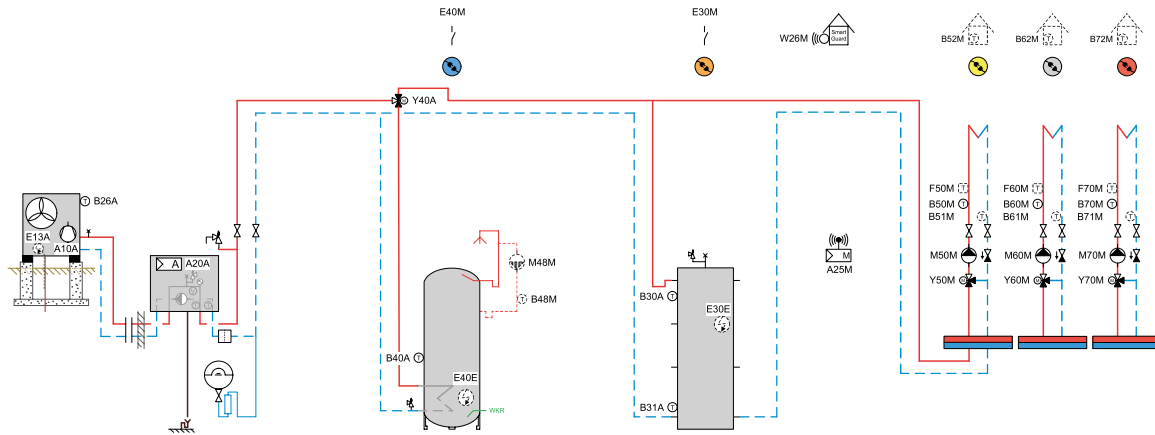 E40M
E30M
W26M
Smart
Guard
B52M T
B62M T
B72M T
M Y40A
T B26A
E13A
A10A
A A20A
F50M T
B50M T
B51M T
F60M T
B60M T
B61M T
F70M T
B70M T
B71M T
M48M
M
A25M
M50M
M60M
M70M
Y50M M
Y60M M
Y70M M
T B48M
B30A T
E30E
B40A T
E40E
B31A T
WKR